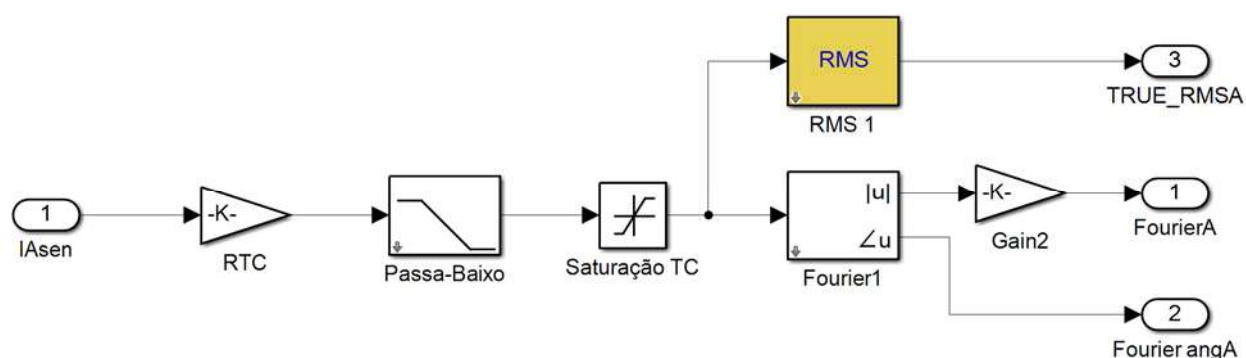 RMS
RMS 1
3
TRUE_RMSA
1
IAsen
-K-
RTC
Passa-Baixo
Saturação TC
|u|
∠u
Fourier1
-K-
Gain2
1
FourierA
2
Fourier angA